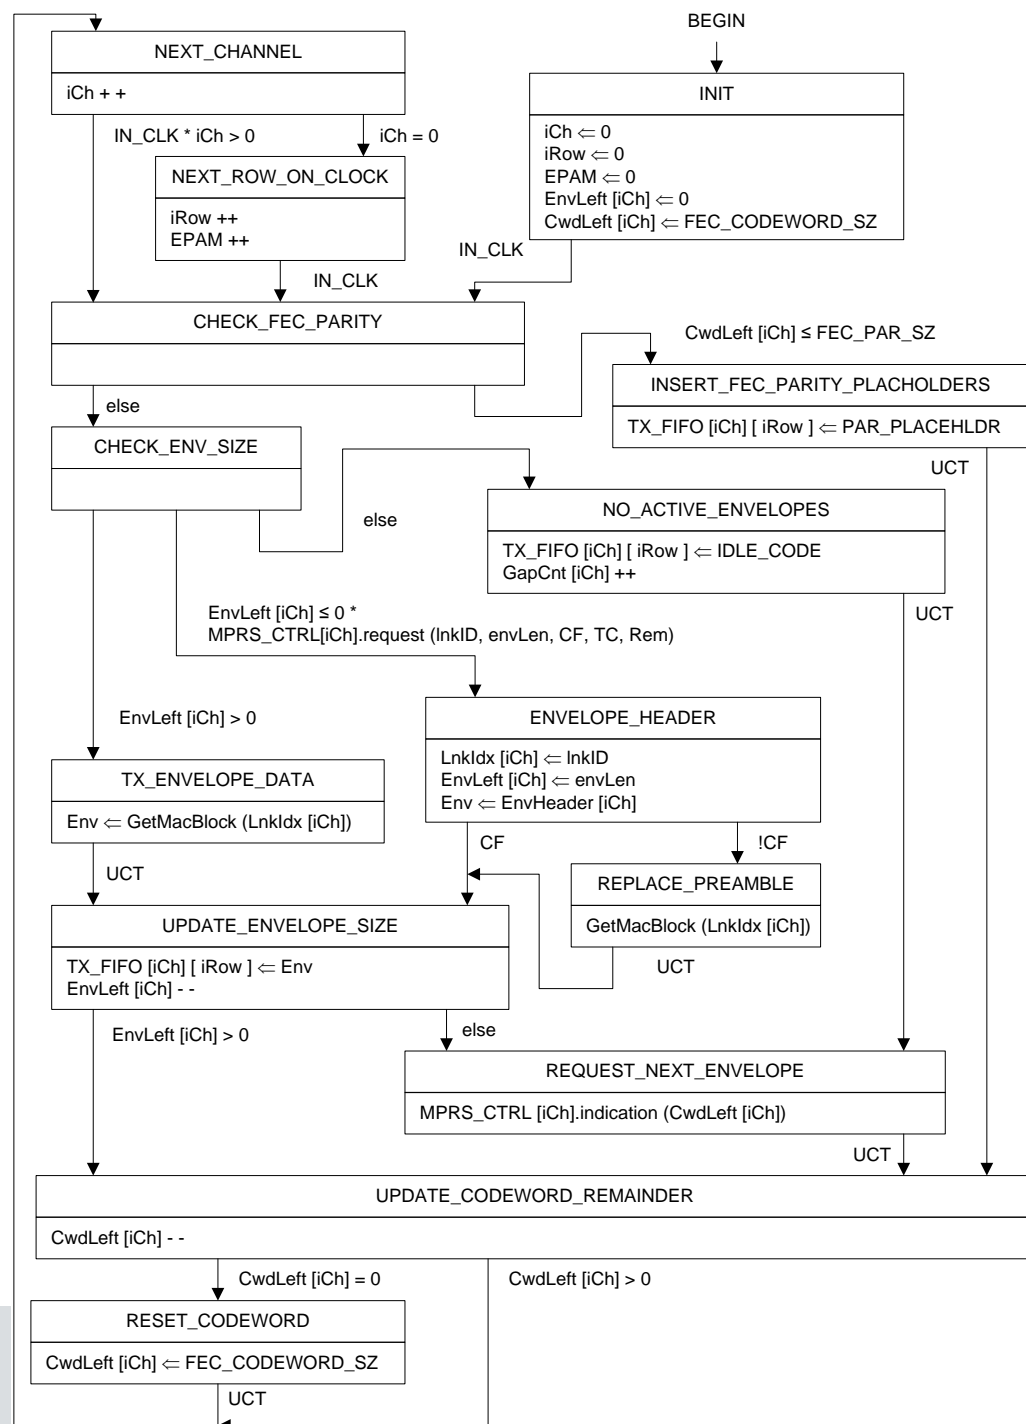 BEGIN
NEXT_CHANNEL
iCh + +
INIT
iCh ⇐ 0
iRow ⇐ 0
EPAM ⇐ 0
EnvLeft [iCh] ⇐ 0
CwdLeft [iCh] ⇐ FEC_CODEWORD_SZ
IN_CLK * iCh > 0
iCh = 0
NEXT_ROW_ON_CLOCK
iRow ++
EPAM ++
IN_CLK
IN_CLK
CHECK_FEC_PARITY
CwdLeft [iCh] ≤ FEC_PAR_SZ
INSERT_FEC_PARITY_PLACHOLDERS
TX_FIFO [iCh] [ iRow ] ⇐ PAR_PLACEHLDR
UCT
else
CHECK_ENV_SIZE
else
NO_ACTIVE_ENVELOPES
TX_FIFO [iCh] [ iRow ] ⇐ IDLE_CODE
GapCnt [iCh] ++
UCT
EnvLeft [iCh] ≤ 0 *
MPRS_CTRL[iCh].request (lnkID, envLen, CF, TC, Rem)
EnvLeft [iCh] > 0
ENVELOPE_HEADER
LnkIdx [iCh] ⇐ lnkID
EnvLeft [iCh] ⇐ envLen
Env ⇐ EnvHeader [iCh]
TX_ENVELOPE_DATA
Env ⇐ GetMacBlock (LnkIdx [iCh])
UCT
CF
!CF
REPLACE_PREAMBLE
GetMacBlock (LnkIdx [iCh])
UCT
UPDATE_ENVELOPE_SIZE
TX_FIFO [iCh] [ iRow ] ⇐ Env
EnvLeft [iCh] - -
EnvLeft [iCh] > 0
else
REQUEST_NEXT_ENVELOPE
MPRS_CTRL [iCh].indication (CwdLeft [iCh])
UCT
UPDATE_CODEWORD_REMAINDER
CwdLeft [iCh] - -
CwdLeft [iCh] = 0
CwdLeft [iCh] > 0
RESET_CODEWORD
CwdLeft [iCh] ⇐ FEC_CODEWORD_SZ
UCT